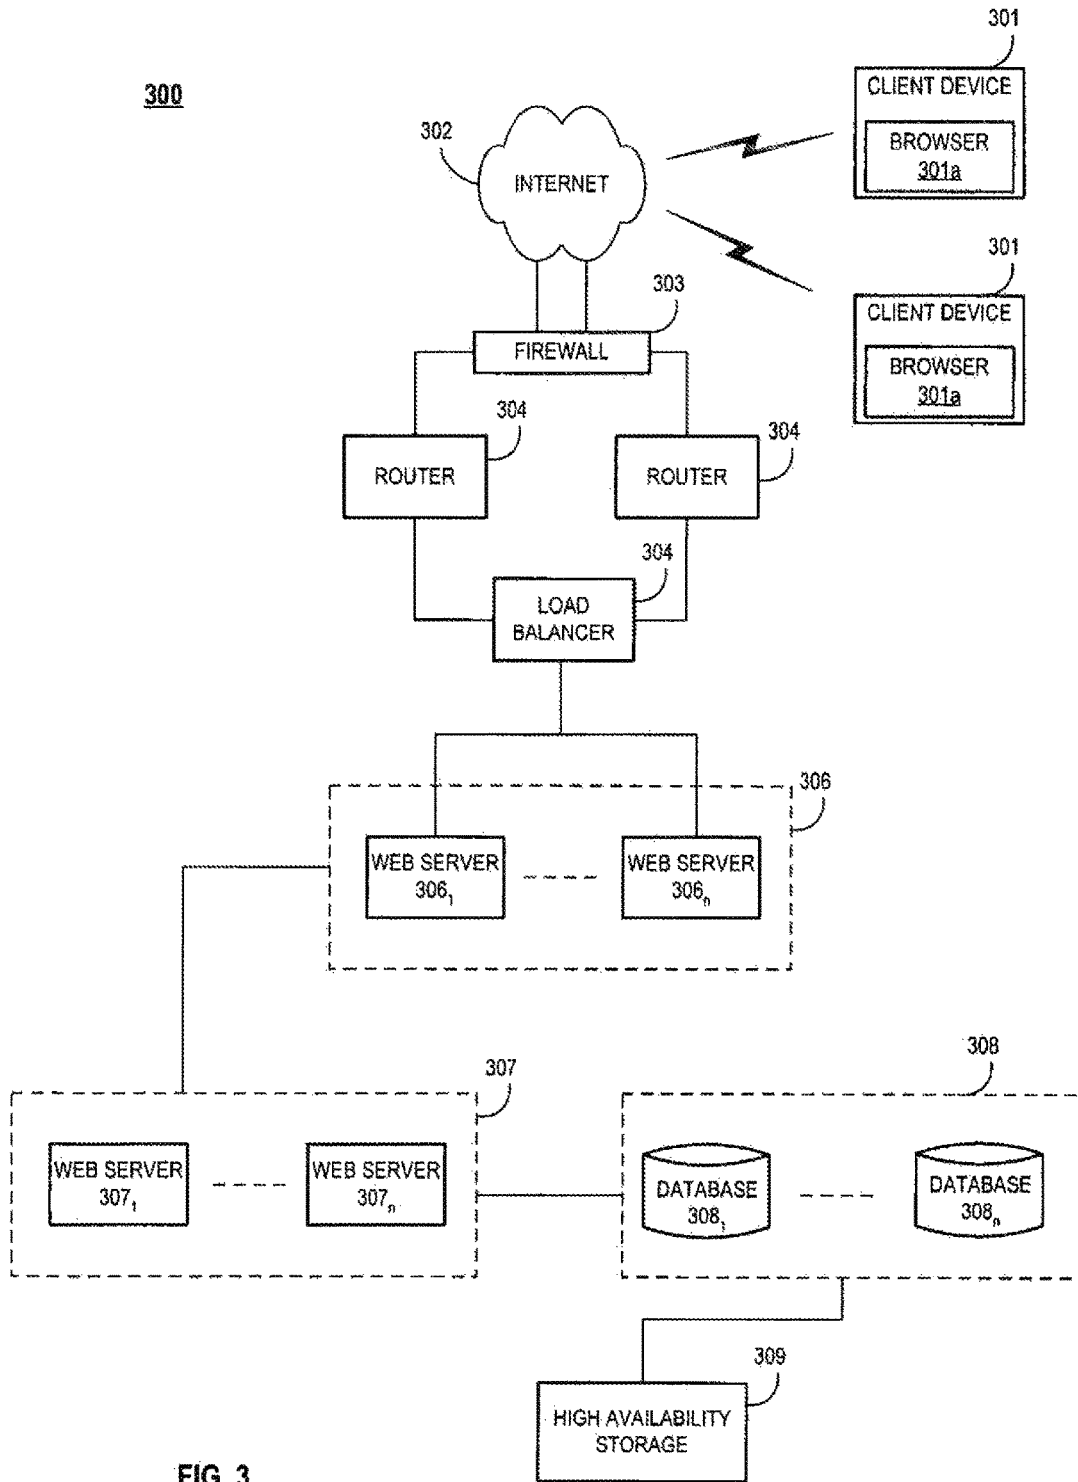 301
300
CLIENT DEVICE
302
BROWSER
301a
INTERNET
301
303
CLIENT DEVICE
FIREWALL
BROWSER
301a
304
304
ROUTER
ROUTER
304
LOAD
BALANCER
306
WEB SERVER
306₁
WEB SERVER
306ₙ
307
308
WEB SERVER
307₁
WEB SERVER
307ₙ
DATABASE
308₁
DATABASE
308ₙ
309
HIGH AVAILABILITY
STORAGE
FIG. 3